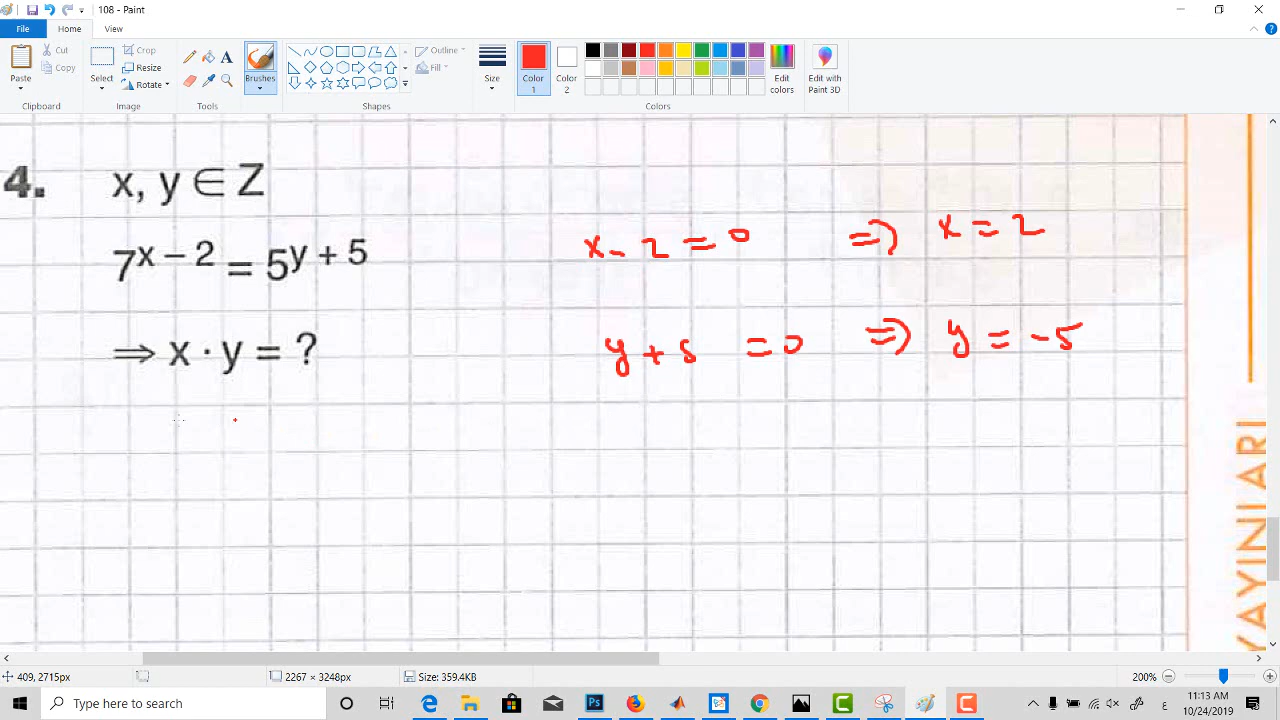 108 - Paint
File Home View
Paste
Cut
Copy
Clipboard
Select
Crop
Resize
Rotate
Image
A
Tools
Brushes
Outline
Fill
Shapes
Size
Color 1
Color 2
Edit colors
Colors
Edit with Paint 3D
4. x, y ∈ Z
7^{x – 2} = 5^{y + 5}
⇒ x · y = ?
x - 2 = 0 ⇒ x = 2
y + 5 = 0 ⇒ y = -5
YAYINLARI
409, 2715px
2267 × 3248px
Size: 359.4KB
200%
Type here to search
11:13 AM
10/24/2019